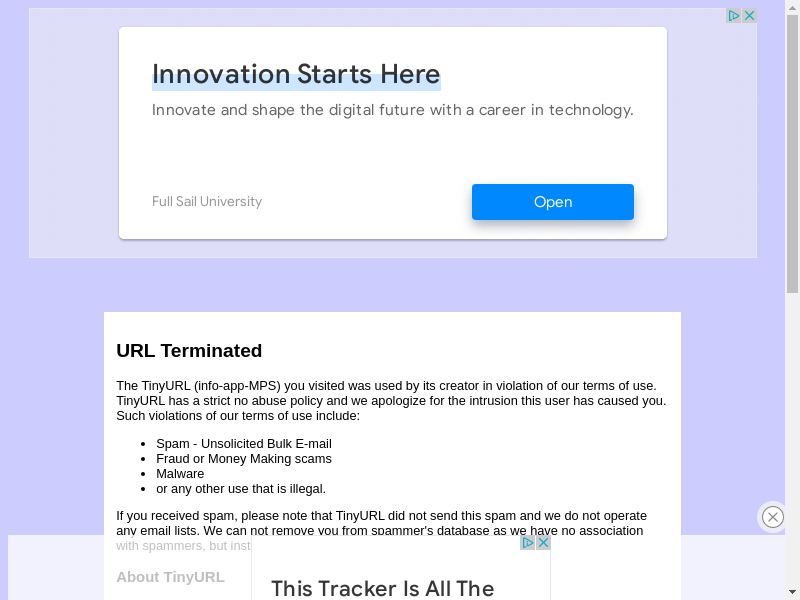 Innovation Starts Here
Innovate and shape the digital future with a career in technology.
Full Sail University
Open
URL Terminated
The TinyURL (info-app-MPS) you visited was used by its creator in violation of our terms of use.
TinyURL has a strict no abuse policy and we apologize for the intrusion this user has caused you.
Such violations of our terms of use include:
• Spam - Unsolicited Bulk E-mail
• Fraud or Money Making scams
• Malware
• or any other use that is illegal.
If you received spam, please note that TinyURL did not send this spam and we do not operate
any email lists. We can not remove you from spammer's database as we have no association
with spammers, but inst
About TinyURL
This Tracker Is All The